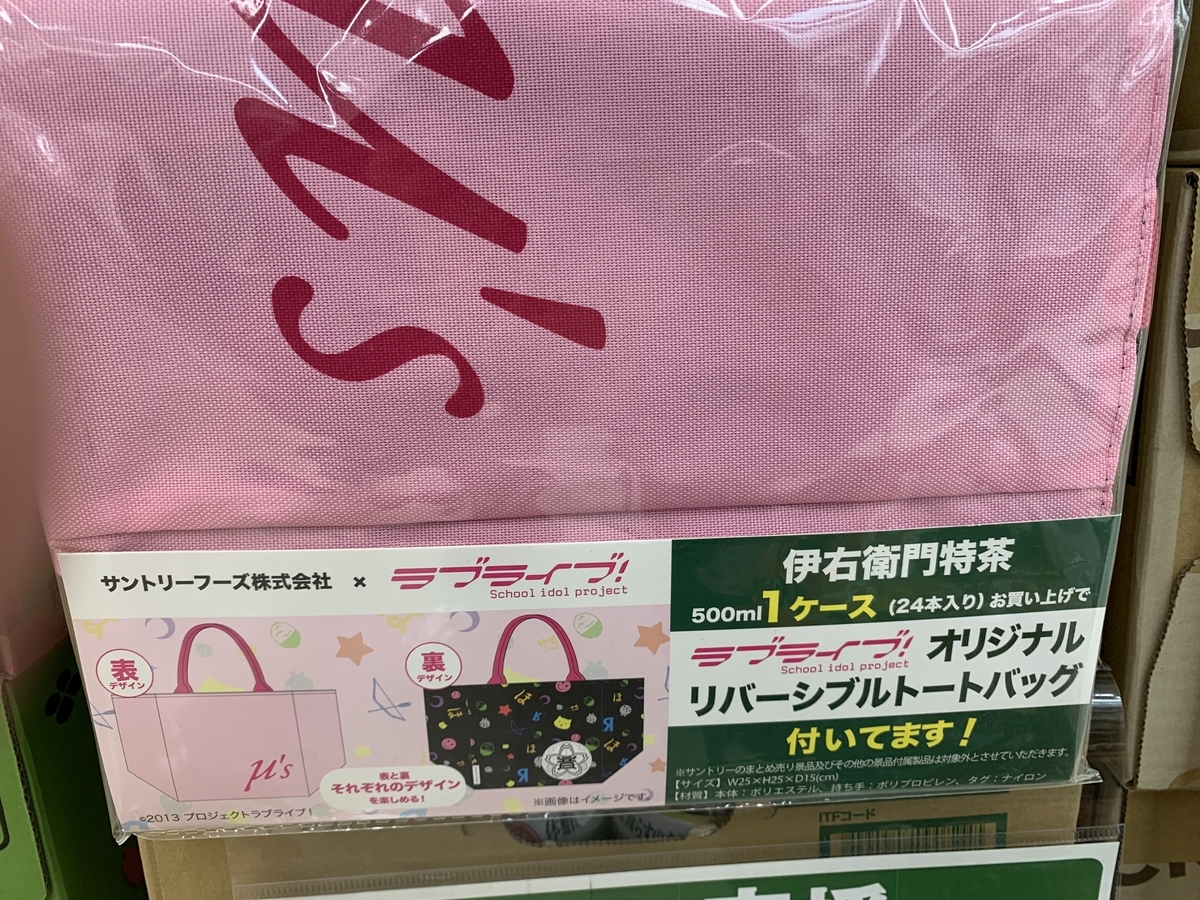 μ's
サントリーフーズ株式会社 × ラブライブ!
School idol project
表
デザイン
μ's
裏
デザイン
表と裏
それぞれのデザイン
を楽しめる!
©2013 プロジェクトラブライブ!
※画像はイメージです。
伊右衛門特茶
500ml1ケース (24本入り) お買い上げで
ラブライブ! オリジナル
School idol project
リバーシブルトートバッグ
付いてます!
※サントリーのまとめ売り景品及びその他の景品付属製品は対象外とさせていただきます。
【サイズ】W25×H25×D15(cm)
【材質】本体:ポリエステル、持ち手:ポリプロピレン、タグ:ナイロン
ITFコード